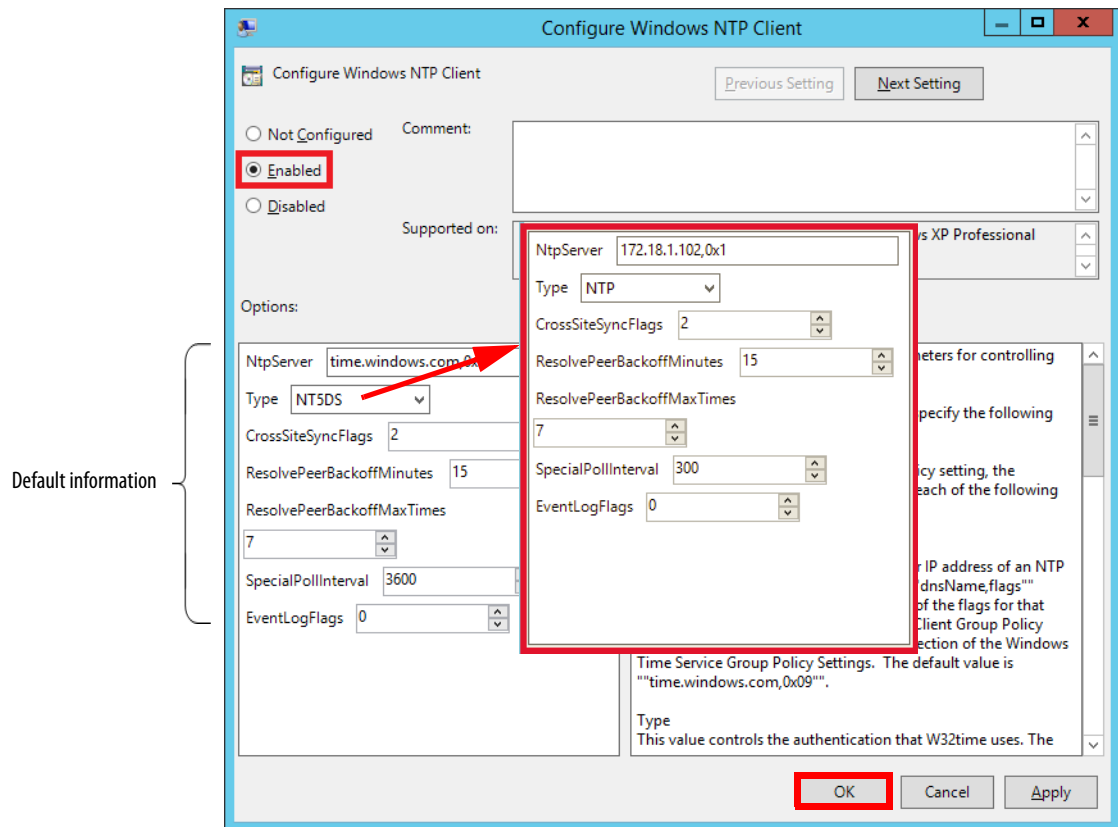 Configure Windows NTP Client
Configure Windows NTP Client
Previous Setting
Next Setting
Not Configured
Comment:
Enabled
Disabled
Supported on:
XP Professional
Options:
Default information
NtpServer time.windows.com,
Type NT5DS
CrossSiteSyncFlags 2
ResolvePeerBackoffMinutes 15
ResolvePeerBackoffMaxTimes
7
SpecialPollInterval 3600
EventLogFlags 0
NtpServer 172.18.1.102,0x1
Type NTP
CrossSiteSyncFlags 2
ResolvePeerBackoffMinutes 15
ResolvePeerBackoffMaxTimes
7
SpecialPollInterval 300
EventLogFlags 0
for controlling
the following
setting, the
each of the following
IP address of an NTP
"dnsName,flags""
of the flags for that
Client Group Policy
section of the Windows
Time Service Group Policy Settings. The default value is
""time.windows.com,0x09"".
Type
This value controls the authentication that W32time uses. The
OK
Cancel
Apply